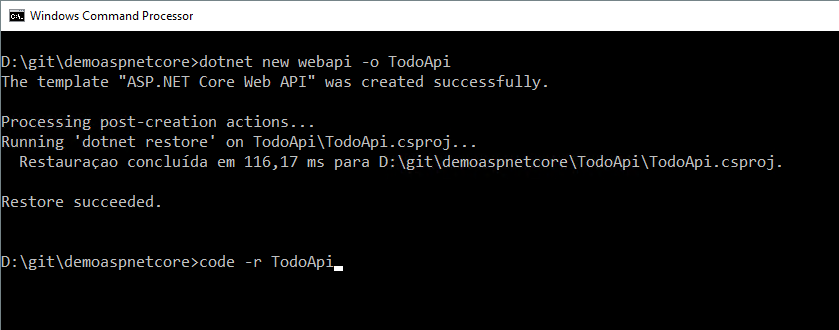 Windows Command Processor
D:\git\demoaspnetcore>dotnet new webapi -o TodoApi
The template "ASP.NET Core Web API" was created successfully.
Processing post-creation actions...
Running 'dotnet restore' on TodoApi\TodoApi.csproj...
Restauraçao concluída em 116,17 ms para D:\git\demoaspnetcore\TodoApi\TodoApi.csproj.
Restore succeeded.
D:\git\demoaspnetcore>code -r TodoApi